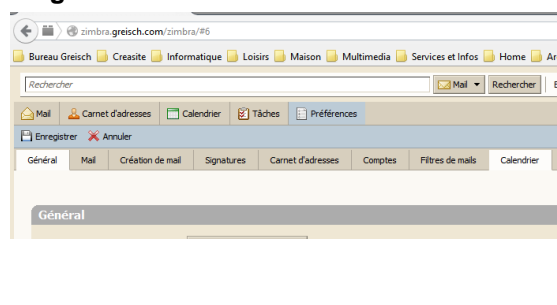 zimbra.greisch.com/zimbra/#6
Bureau Greisch Creasite Informatique Loisirs Maison Multimedia Services et Infos Home
Rechercher Mail Rechercher
Mail Carnet d'adresses Calendrier Tâches Préférences
Enregistrer Annuler
Général Mail Création de mail Signatures Carnet d'adresses Comptes Filtres de mails Calendrier
Général